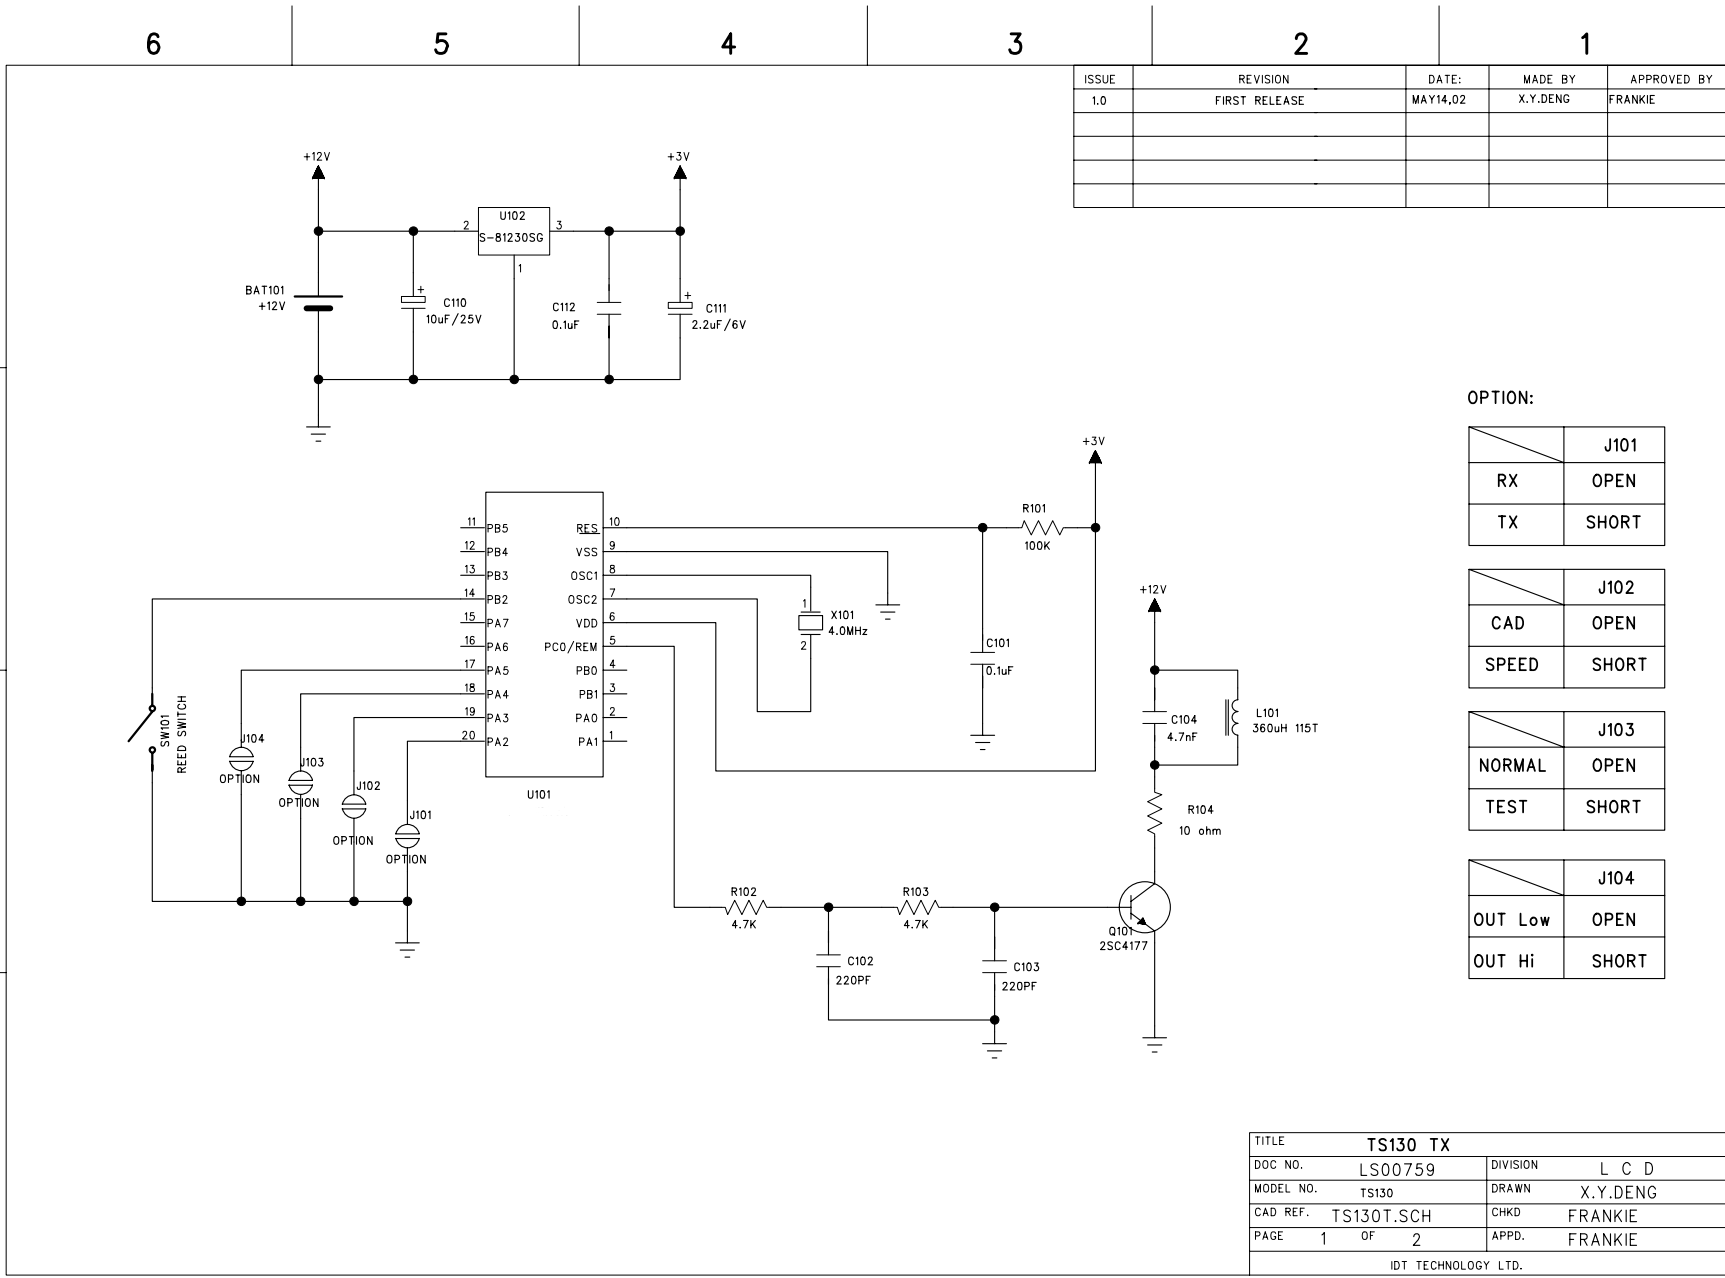 6 5 4 3 2 1
ISSUE REVISION DATE: MADE BY APPROVED BY
1.0 FIRST RELEASE MAY14,02 X.Y.DENG FRANKIE
+12V
+3V
U102
S-81230SG
2
3
1
BAT101
+12V
+
C110
10uF/25V
C112
0.1uF
+
C111
2.2uF/6V
OPTION:
J101
RX OPEN
TX SHORT
J102
CAD OPEN
SPEED SHORT
J103
NORMAL OPEN
TEST SHORT
J104
OUT Low OPEN
OUT Hi SHORT
+3V
R101
100K
11 PB5 RES 10
12 PB4 VSS 9
13 PB3 OSC1 8
14 PB2 OSC2 7
15 PA7 VDD 6
16 PA6 PC0/REM 5
17 PA5 PB0 4
18 PA4 PB1 3
19 PA3 PA0 2
20 PA2 PA1 1
U101
1
X101
4.0MHz
2
C101
0.1uF
+12V
C104
4.7nF
L101
360uH 115T
R104
10 ohm
SW101
REED SWITCH
J104
OPTION
J103
OPTION
J102
OPTION
J101
OPTION
R102
4.7K
R103
4.7K
C102
220PF
C103
220PF
Q101
2SC4177
TITLE TS130 TX
DOC NO. LS00759 DIVISION L C D
MODEL NO. TS130 DRAWN X.Y.DENG
CAD REF. TS130T.SCH CHKD FRANKIE
PAGE 1 OF 2 APPD. FRANKIE
IDT TECHNOLOGY LTD.